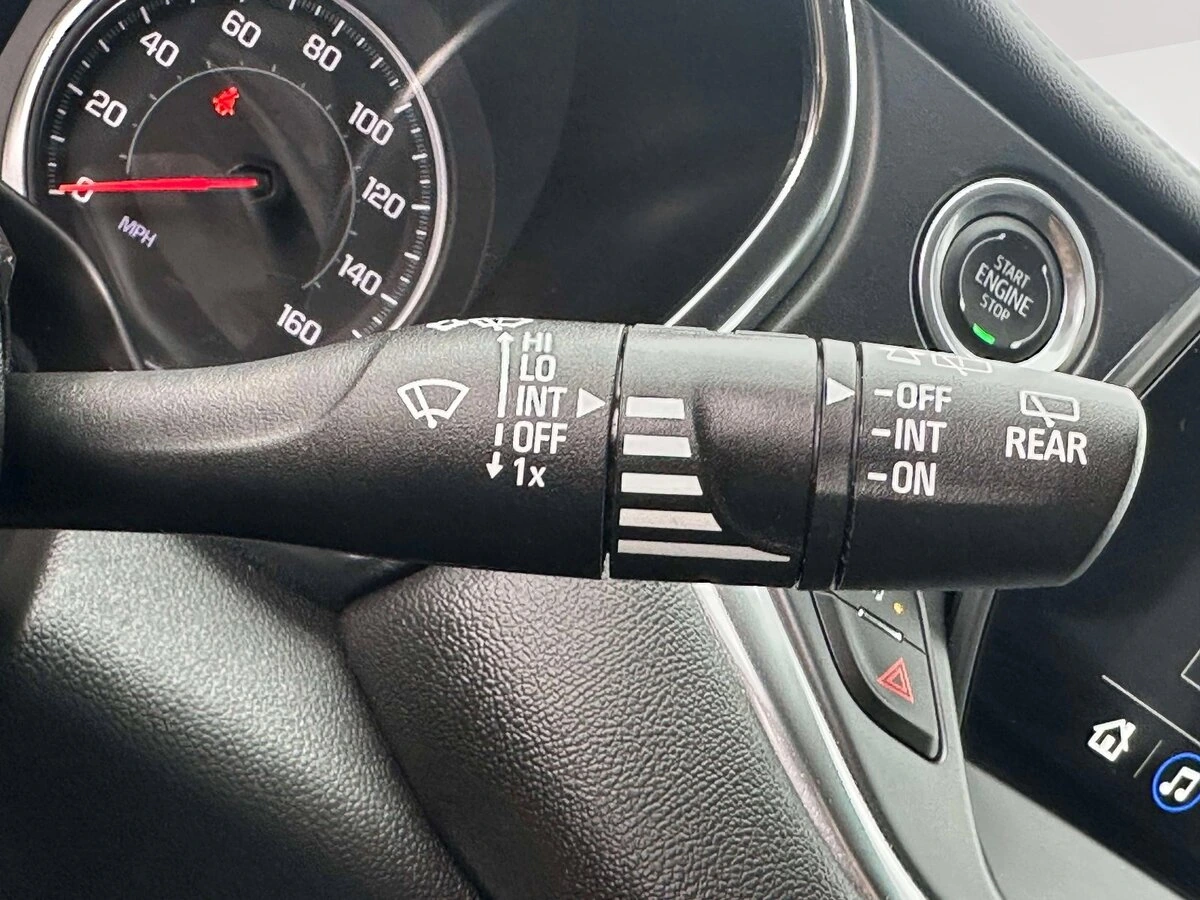 0
20
40
60
80
100
120
140
160
MPH
START
ENGINE
STOP
HI
LO
INT
OFF
1x
-OFF
-INT
-ON
REAR